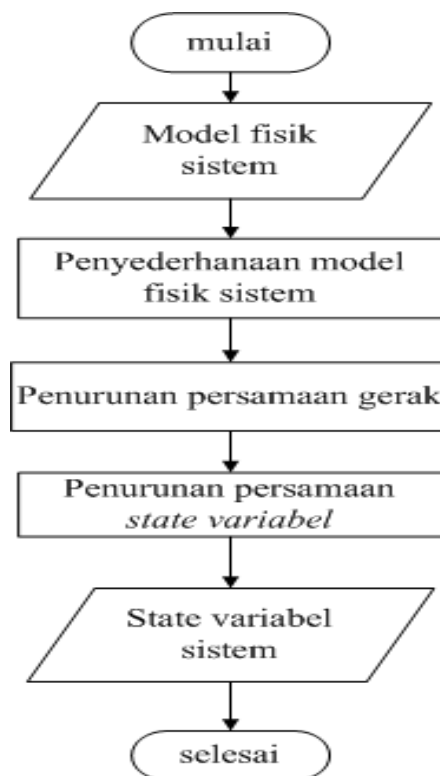 mulai
Model fisik
sistem
Penyederhanaan model
fisik sistem
Penurunan persamaan gerak
Penurunan persamaan
state variabel
State variabel
sistem
selesai